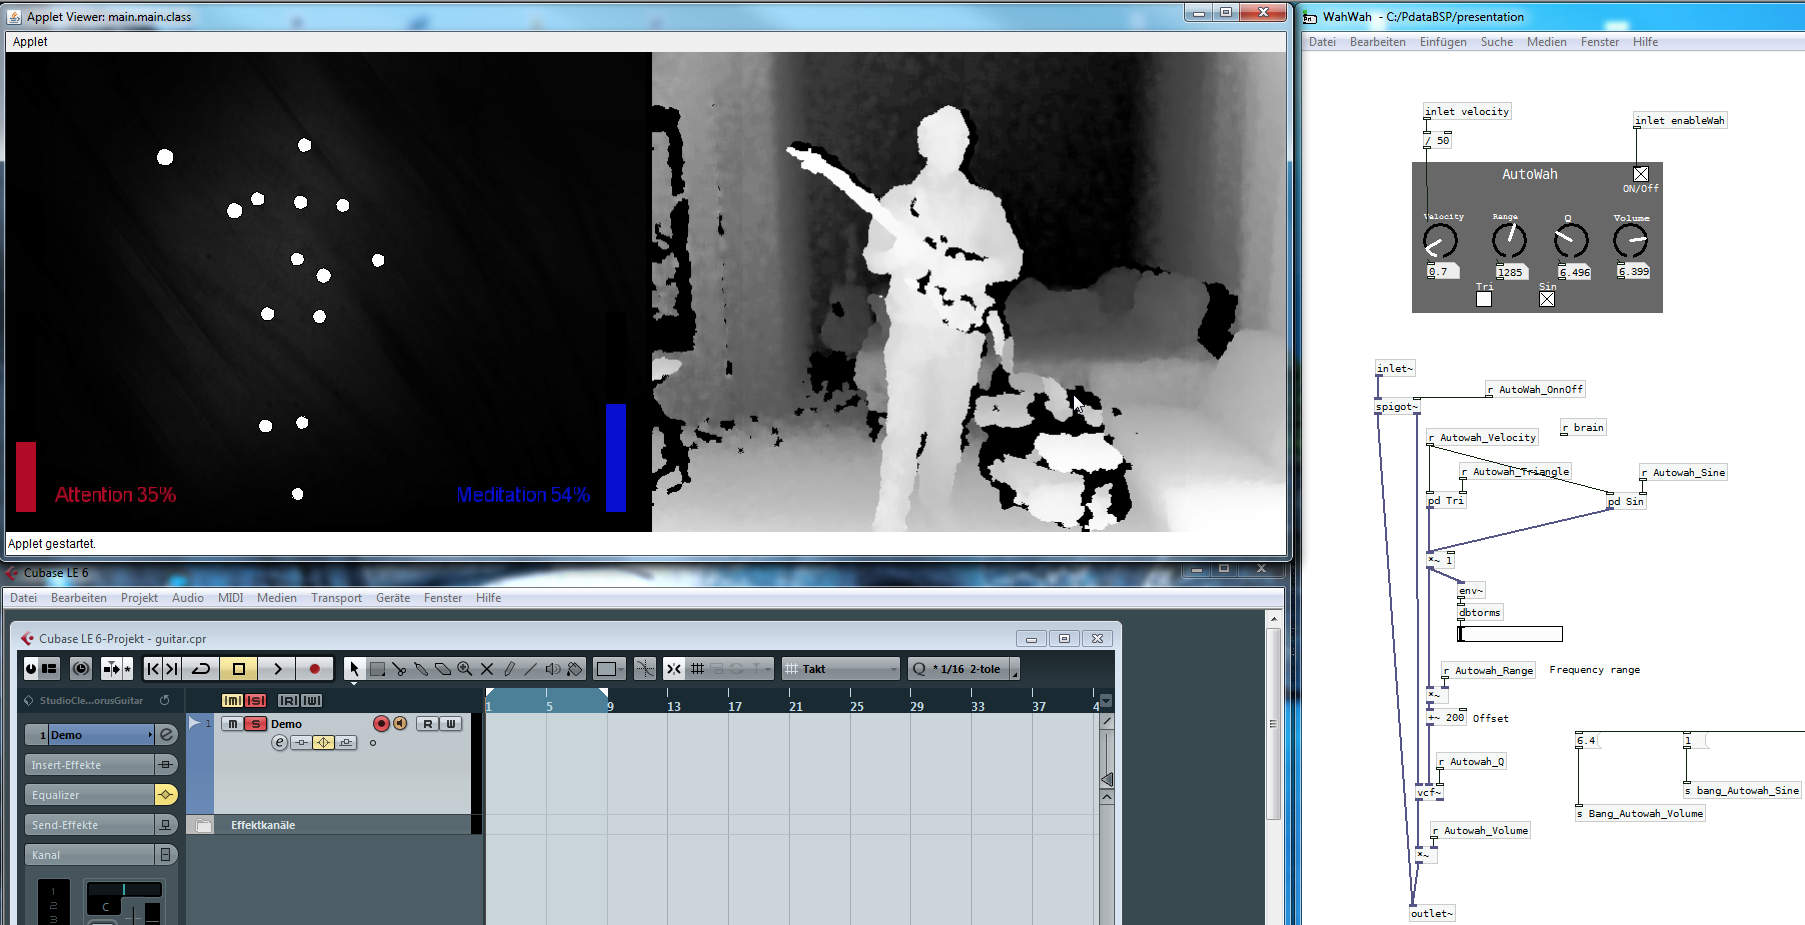 Applet Viewer: main.main.class
Applet
Attention 35%
Meditation 54%
Applet gestartet.
WahWah - C:/PdataBSP/presentation
Datei Bearbeiten Einfügen Suche Medien Fenster Hilfe
inlet velocity
inlet enableWah
/ 50
AutoWah
ON/Off
Velocity Range Q Volume
0.7 1285 6.496 6.399
Tri Sin
inlet~
r AutoWah_OnnOff
spigot~
r brain
r Autowah_Velocity
r Autowah_Triangle
r Autowah_Sine
pd Tri
pd Sin
*~ 1
env~
dbtorms
r Autowah_Range Frequency range
*~
+~ 200 Offset
6.4 1
r Autowah_Q
vcf~
s bang_Autowah_Sine
s Bang_Autowah_Volume
r Autowah_Volume
*~
outlet~
Cubase LE 6
Datei Bearbeiten Projekt Audio MIDI Medien Transport Geräte Fenster Hilfe
Cubase LE 6-Projekt - guitar.cpr
Takt
Q * 1/16 2-tole
StudioCle...orusGuitar
M S R W
1 5 9 13 17 21 25 29 33 37 4
1 Demo
1 m S Demo R W
e
Insert-Effekte
Equalizer
Send-Effekte
Effektkanäle
Kanal
1
2
3
C